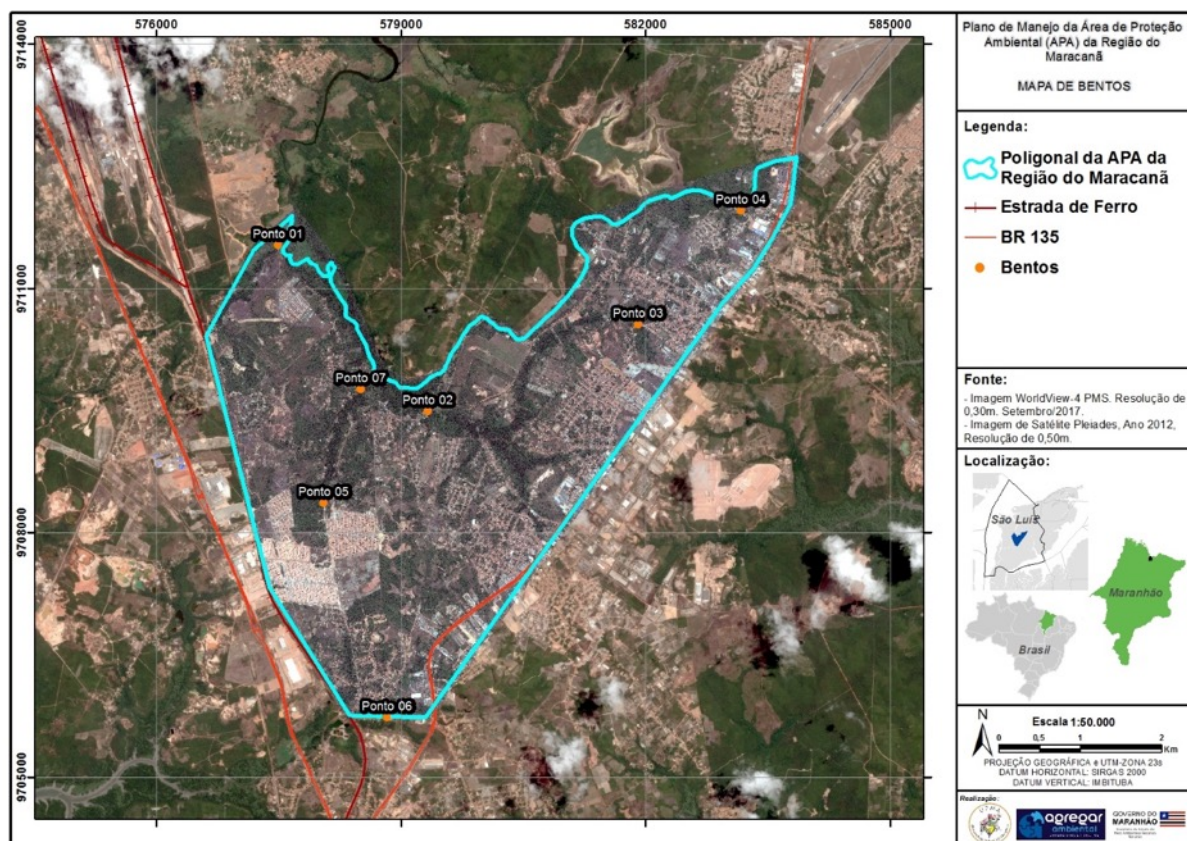 576000
579000
582000
585000
9714000
9711000
9708000
9705000
Ponto 01
Ponto 04
Ponto 03
Ponto 07
Ponto 02
Ponto 05
Ponto 06
Plano de Manejo da Área de Proteção
Ambiental (APA) da Região do
Maracanã
MAPA DE BENTOS
Legenda:
Poligonal da APA da
Região do Maracanã
Estrada de Ferro
BR 135
Bentos
Fonte:
- Imagem WorldView-4 PMS. Resolução de
0,30m. Setembro/2017.
- Imagem de Satélite Pleiades, Ano 2012,
Resolução de 0,50m.
Localização:
São Luís
Maranhão
Brasil
N
Escala 1:50.000
0 0,5 1 2
Km
PROJEÇÃO GEOGRÁFICA e UTM-ZONA 23s
DATUM HORIZONTAL: SIRGAS 2000
DATUM VERTICAL: IMBITUBA
Realização:
agregar
ambiental
GOVERNO DO
MARANHÃO